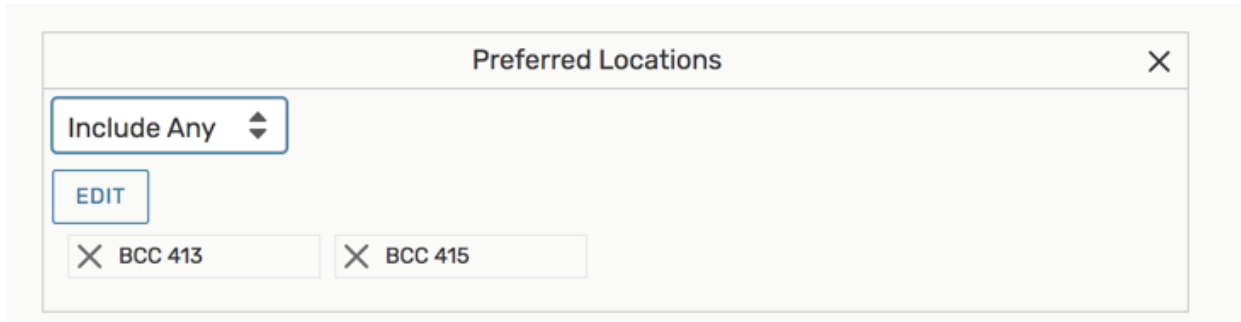 Preferred Locations
Include Any
EDIT
BCC 413 BCC 415